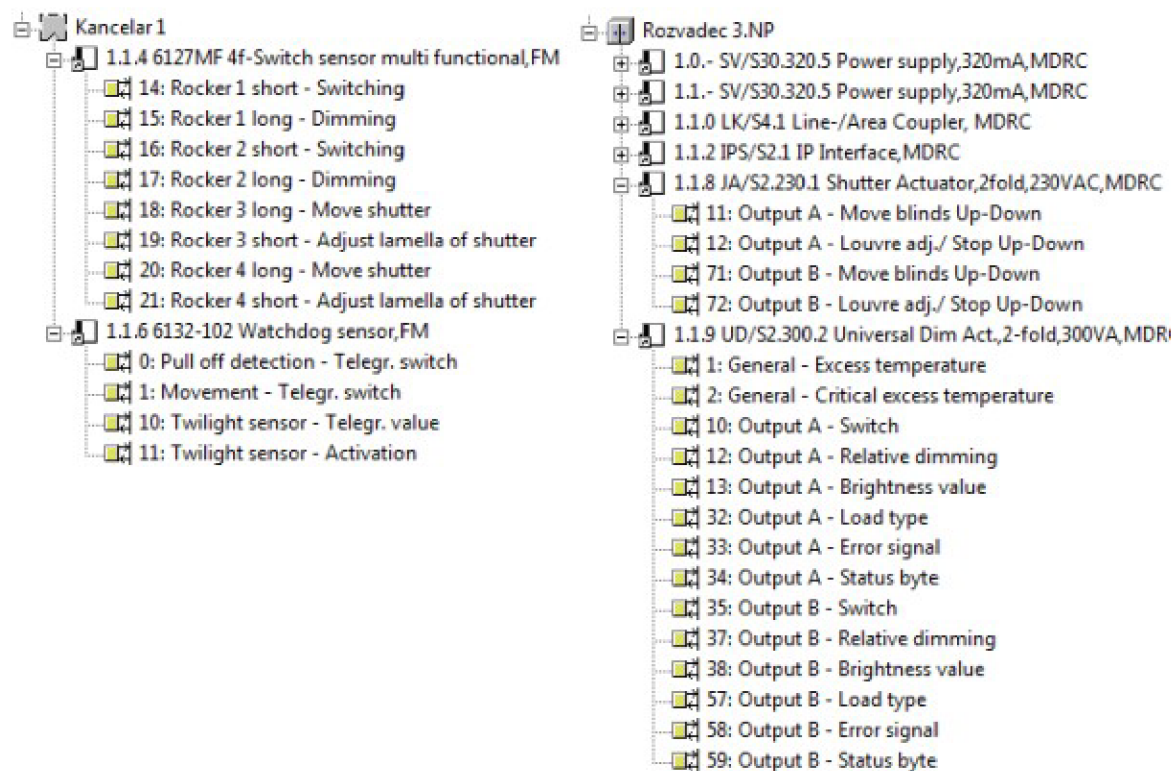 Kancelar 1
1.1.4 6127MF 4f-Switch sensor multi functional,FM
14: Rocker 1 short - Switching
15: Rocker 1 long - Dimming
16: Rocker 2 short - Switching
17: Rocker 2 long - Dimming
18: Rocker 3 long - Move shutter
19: Rocker 3 short - Adjust lamella of shutter
20: Rocker 4 long - Move shutter
21: Rocker 4 short - Adjust lamella of shutter
1.1.6 6132-102 Watchdog sensor,FM
0: Pull off detection - Telegr. switch
1: Movement - Telegr. switch
10: Twilight sensor - Telegr. value
11: Twilight sensor - Activation
Rozvadec 3.NP
1.0.- SV/S30.320.5 Power supply,320mA,MDRC
1.1.- SV/S30.320.5 Power supply,320mA,MDRC
1.1.0 LK/S4.1 Line-/Area Coupler, MDRC
1.1.2 IPS/S2.1 IP Interface,MDRC
1.1.8 JA/S2.230.1 Shutter Actuator,2fold,230VAC,MDRC
11: Output A - Move blinds Up-Down
12: Output A - Louvre adj./ Stop Up-Down
71: Output B - Move blinds Up-Down
72: Output B - Louvre adj./ Stop Up-Down
1.1.9 UD/S2.300.2 Universal Dim Act.,2-fold,300VA,MDRC
1: General - Excess temperature
2: General - Critical excess temperature
10: Output A - Switch
12: Output A - Relative dimming
13: Output A - Brightness value
32: Output A - Load type
33: Output A - Error signal
34: Output A - Status byte
35: Output B - Switch
37: Output B - Relative dimming
38: Output B - Brightness value
57: Output B - Load type
58: Output B - Error signal
59: Output B - Status byte